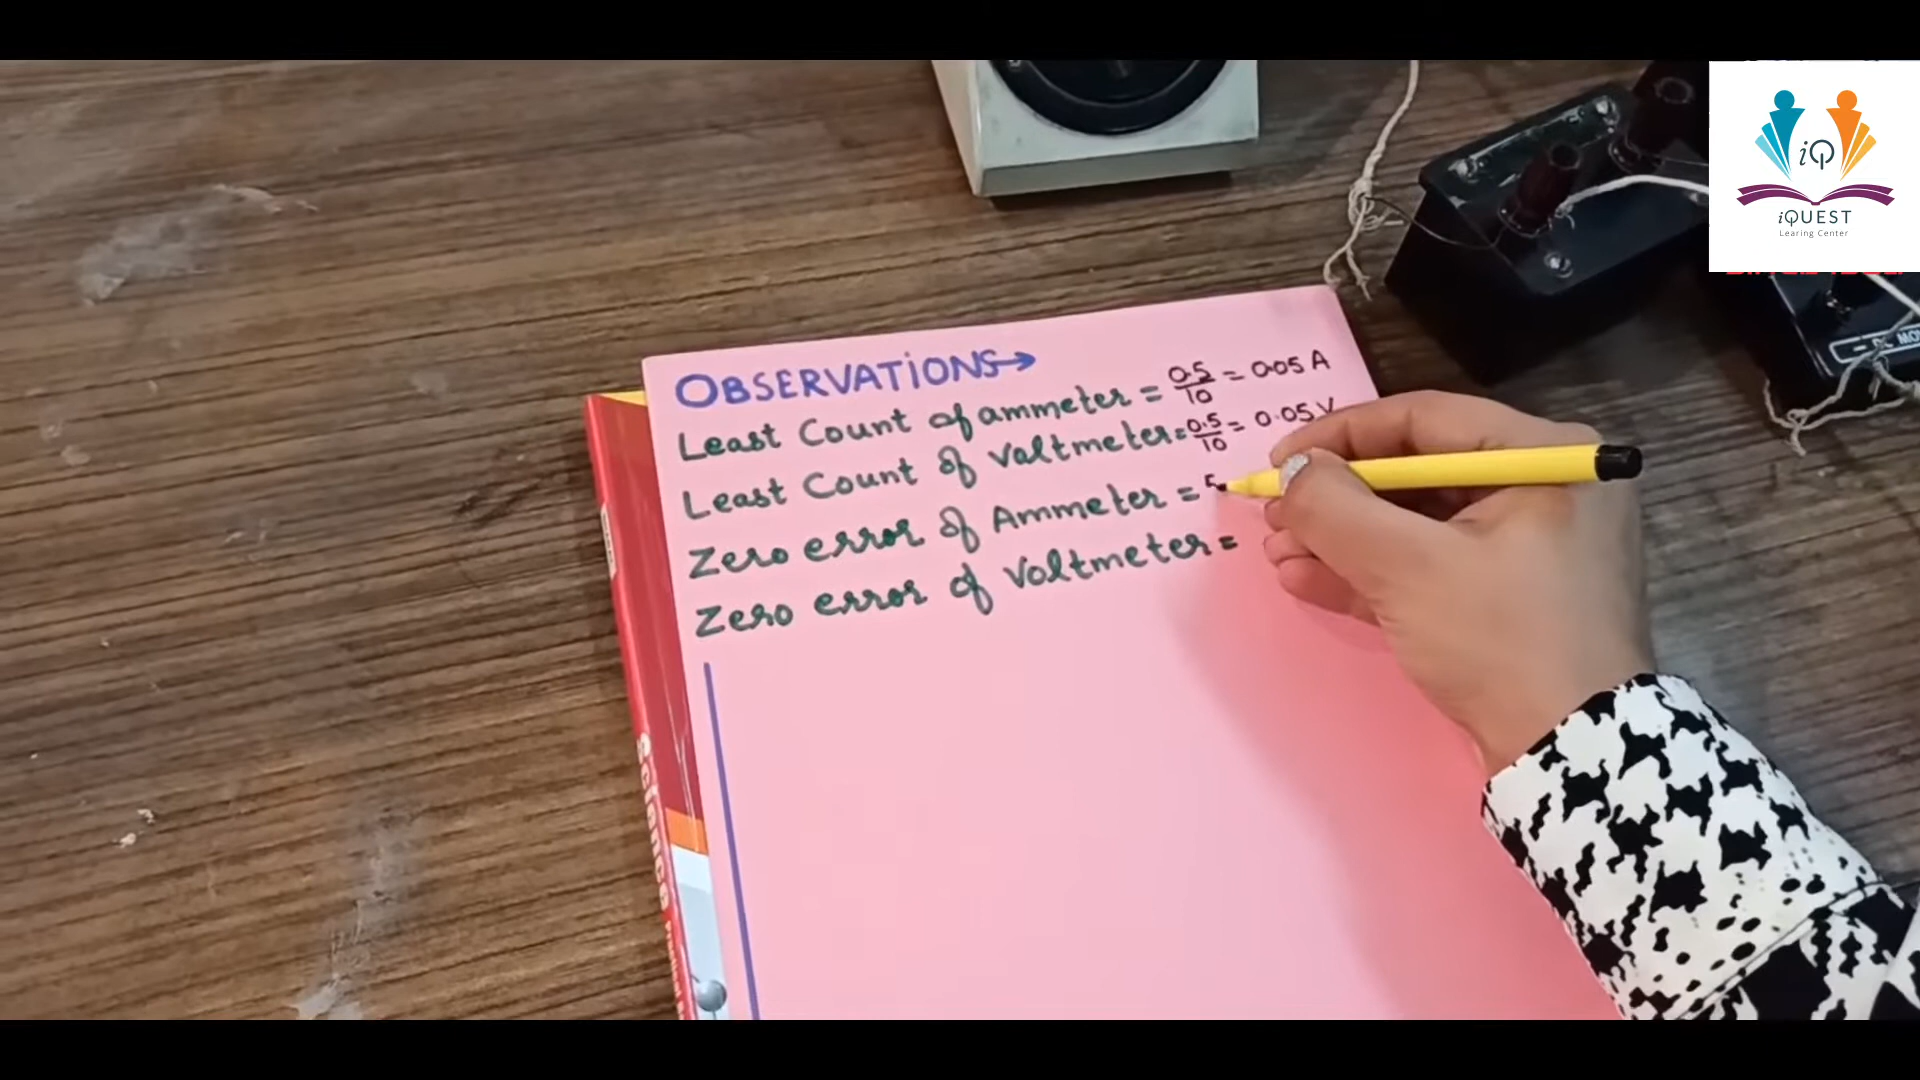 OBSERVATIONS→
Least Count of ammeter = 0.5/10 = 0.05 A
Least Count of Valtmeter = 0.5/10 = 0.05 V
Zero error of Ammeter =
Zero error of Voltmeter =
Science
iQ
iQUEST
Learing Center